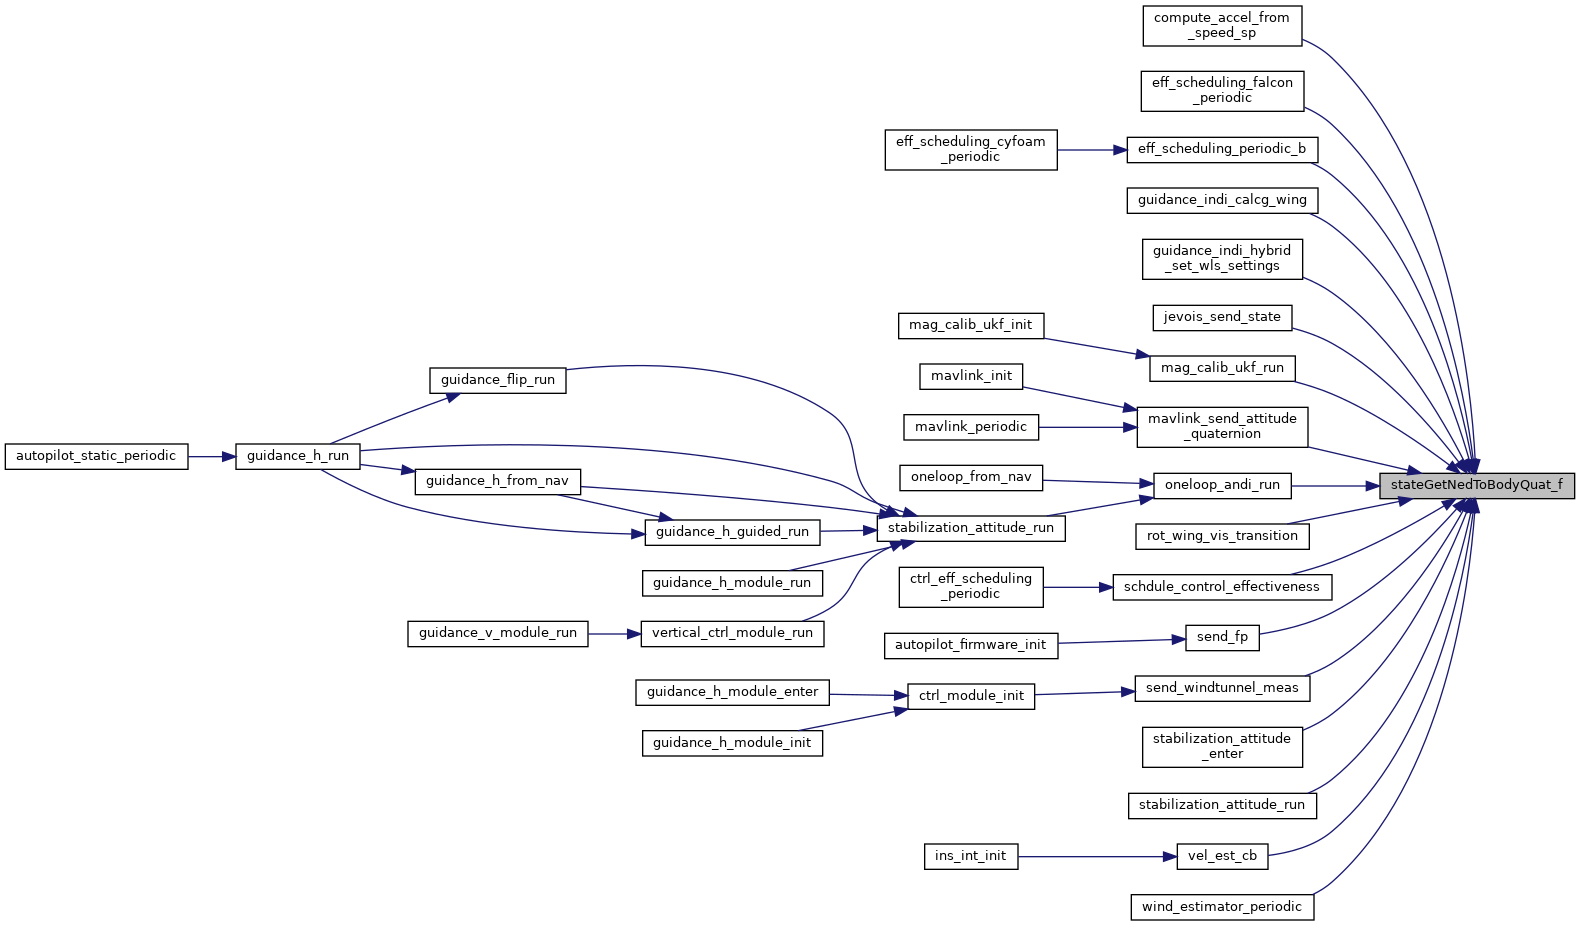 compute_accel_from
_speed_sp
eff_scheduling_falcon
_periodic
eff_scheduling_cyfoam
_periodic
eff_scheduling_periodic_b
guidance_indi_calcg_wing
guidance_indi_hybrid
_set_wls_settings
jevois_send_state
mag_calib_ukf_init
mag_calib_ukf_run
mavlink_init
mavlink_send_attitude
_quaternion
mavlink_periodic
guidance_flip_run
autopilot_static_periodic
guidance_h_run
guidance_h_from_nav
oneloop_from_nav
oneloop_andi_run
stateGetNedToBodyQuat_f
guidance_h_guided_run
stabilization_attitude_run
rot_wing_vis_transition
guidance_h_module_run
ctrl_eff_scheduling
_periodic
schdule_control_effectiveness
guidance_v_module_run
vertical_ctrl_module_run
autopilot_firmware_init
send_fp
guidance_h_module_enter
ctrl_module_init
send_windtunnel_meas
guidance_h_module_init
stabilization_attitude
_enter
stabilization_attitude_run
ins_int_init
vel_est_cb
wind_estimator_periodic